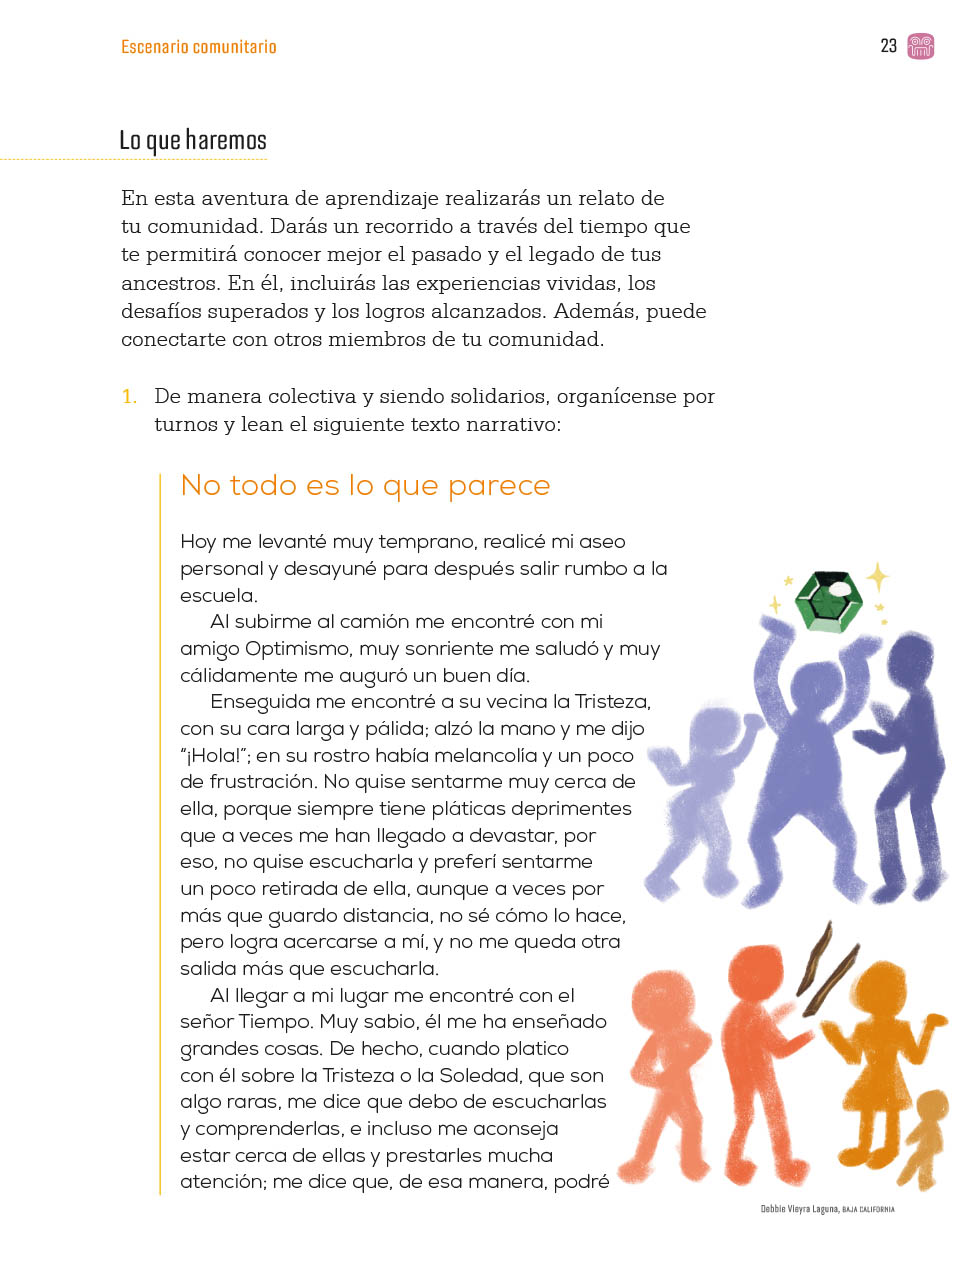 Escenario comunitario
23
Lo que haremos
En esta aventura de aprendizaje realizarás un relato de
tu comunidad. Darás un recorrido a través del tiempo que
te permitirá conocer mejor el pasado y el legado de tus
ancestros. En él, incluirás las experiencias vividas, los
desafíos superados y los logros alcanzados. Además, puede
conectarte con otros miembros de tu comunidad.
1. De manera colectiva y siendo solidarios, organícense por
turnos y lean el siguiente texto narrativo:
No todo es lo que parece
Hoy me levanté muy temprano, realicé mi aseo
personal y desayuné para después salir rumbo a la
escuela.
Al subirme al camión me encontré con mi
amigo Optimismo, muy sonriente me saludó y muy
cálidamente me auguró un buen día.
Enseguida me encontré a su vecina la Tristeza,
con su cara larga y pálida; alzó la mano y me dijo
“¡Hola!”; en su rostro había melancolía y un poco
de frustración. No quise sentarme muy cerca de
ella, porque siempre tiene pláticas deprimentes
que a veces me han llegado a devastar, por
eso, no quise escucharla y preferí sentarme
un poco retirada de ella, aunque a veces por
más que guardo distancia, no sé cómo lo hace,
pero logra acercarse a mí, y no me queda otra
salida más que escucharla.
Al llegar a mi lugar me encontré con el
señor Tiempo. Muy sabio, él me ha enseñado
grandes cosas. De hecho, cuando platico
con él sobre la Tristeza o la Soledad, que son
algo raras, me dice que debo de escucharlas
y comprenderlas, e incluso me aconseja
estar cerca de ellas y prestarles mucha
atención; me dice que, de esa manera, podré
Debbie Vieyra Laguna, BAJA CALIFORNIA